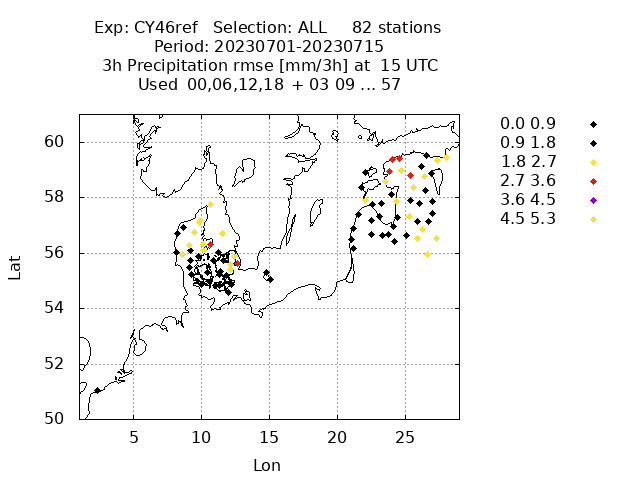 Exp: CY46ref   Selection: ALL     82 stations
Period: 20230701-20230715
3h Precipitation rmse [mm/3h] at  15 UTC
Used  00,06,12,18  + 03 09 ... 57
0.0 0.9
0.9 1.8
1.8 2.7
2.7 3.6
3.6 4.5
4.5 5.3
60
58
56
54
52
50
Lat
5 10 15 20 25
Lon